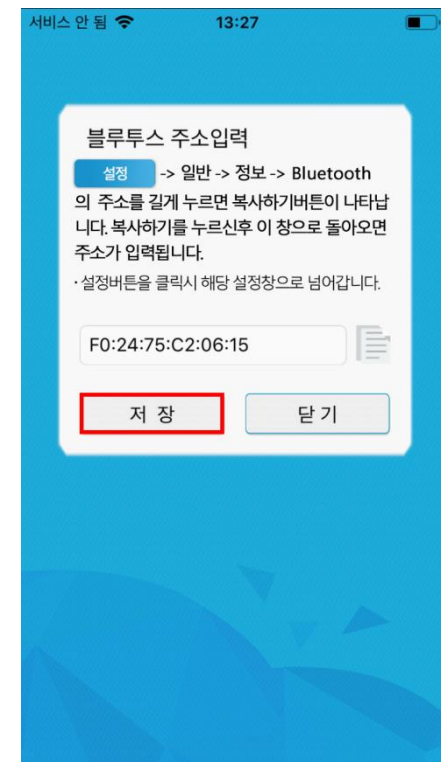 서비스 안 됨 13:27
블루투스 주소입력
설정 -> 일반 -> 정보 -> Bluetooth
의 주소를 길게 누르면 복사하기버튼이 나타납
니다. 복사하기를 누르신후 이 창으로 돌아오면
주소가 입력됩니다.
·설정버튼을 클릭시 해당 설정창으로 넘어갑니다.
F0:24:75:C2:06:15
저 장 닫 기